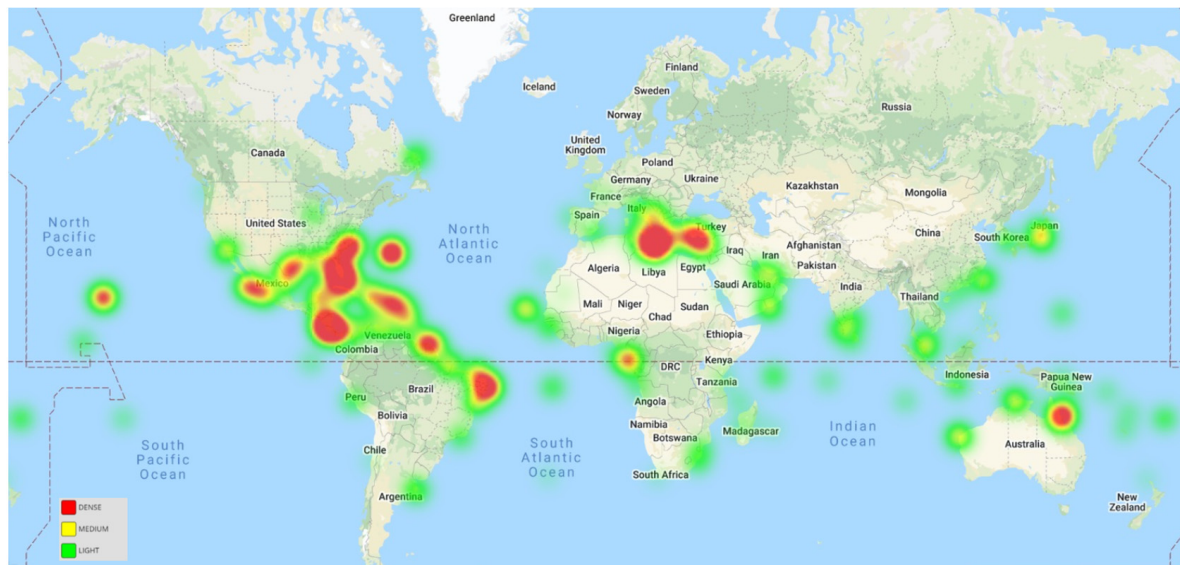 Greenland
Iceland
Finland
Sweden
Norway
Russia
United
Kingdom
Canada
Poland
Germany
Ukraine
France
Kazakhstan
Mongolia
Italy
Spain
Turkey
United States
North
Pacific
Ocean
North
Atlantic
Ocean
Japan
South Korea
China
Afghanistan
Iraq
Iran
Pakistan
Algeria
Libya
Egypt
Saudi Arabia
Mexico
India
Mali
Niger
Sudan
Chad
Thailand
Nigeria
Ethiopia
Venezuela
Colombia
Kenya
DRC
Indonesia
Papua New
Guinea
Tanzania
Brazil
Peru
Angola
Bolivia
Namibia
Botswana
Madagascar
Indian
Ocean
Australia
South
Pacific
Ocean
Chile
South
Atlantic
Ocean
South Africa
Argentina
New
Zealand
DENSE
MEDIUM
LIGHT